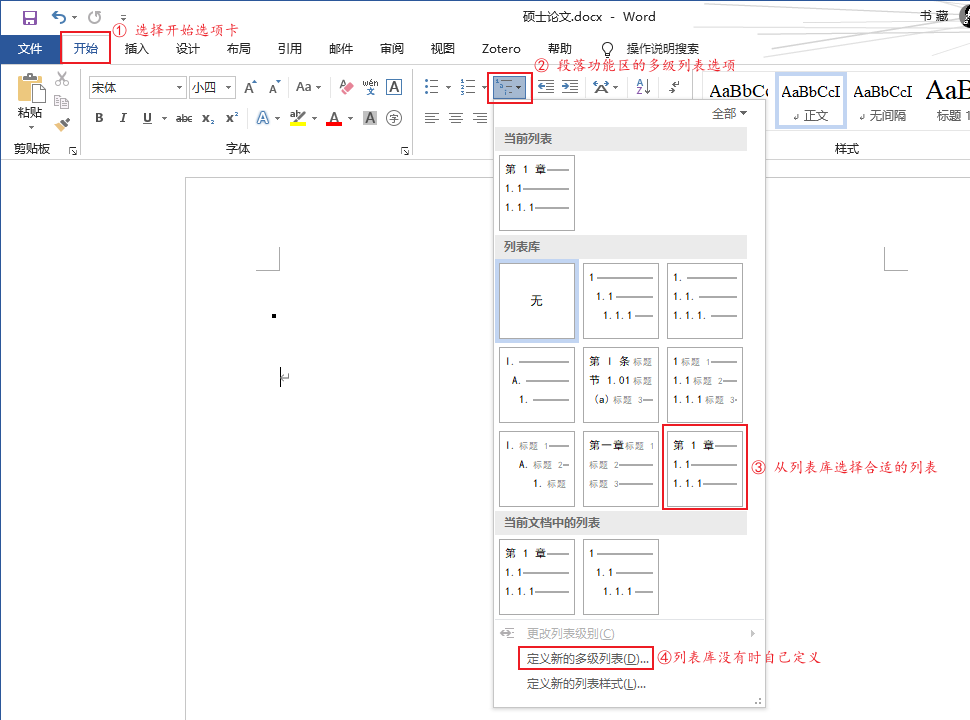 硕士论文.docx - Word
书 藏
① 选择开始选项卡
文件 开始 插入 设计 布局 引用 邮件 审阅 视图 Zotero 帮助 操作说明搜索
② 段落功能区的多级列表选项
粘贴
剪贴板
宋体 小四 Aa wén 文 A
B I U abc x₂ x² A aby A A 字
字体
AaBbC AaBbCcI AaBbCcI AaB
正文 无间隔 标题 1
样式
全部
当前列表
第 1 章
1.1
1.1.1
列表库
无
1
1.1
1.1.1
1.
1.1.
1.1.1.
I.
A.
1.
第 I 条 标题
节 1.01 标题
(a) 标题 3
1 标题 1
1.1 标题 2
1.1.1 标题 3
I. 标题 1
A. 标题 2
1. 标题
第一章 标题 1
标题 2
标题 3
第 1 章
1.1
1.1.1
③ 从列表库选择合适的列表
当前文档中的列表
第 1 章
1.1
1.1.1
1
1.1
1.1.1
更改列表级别(C)
定义新的多级列表(D)...
④列表库没有时自己定义
定义新的列表样式(L)...